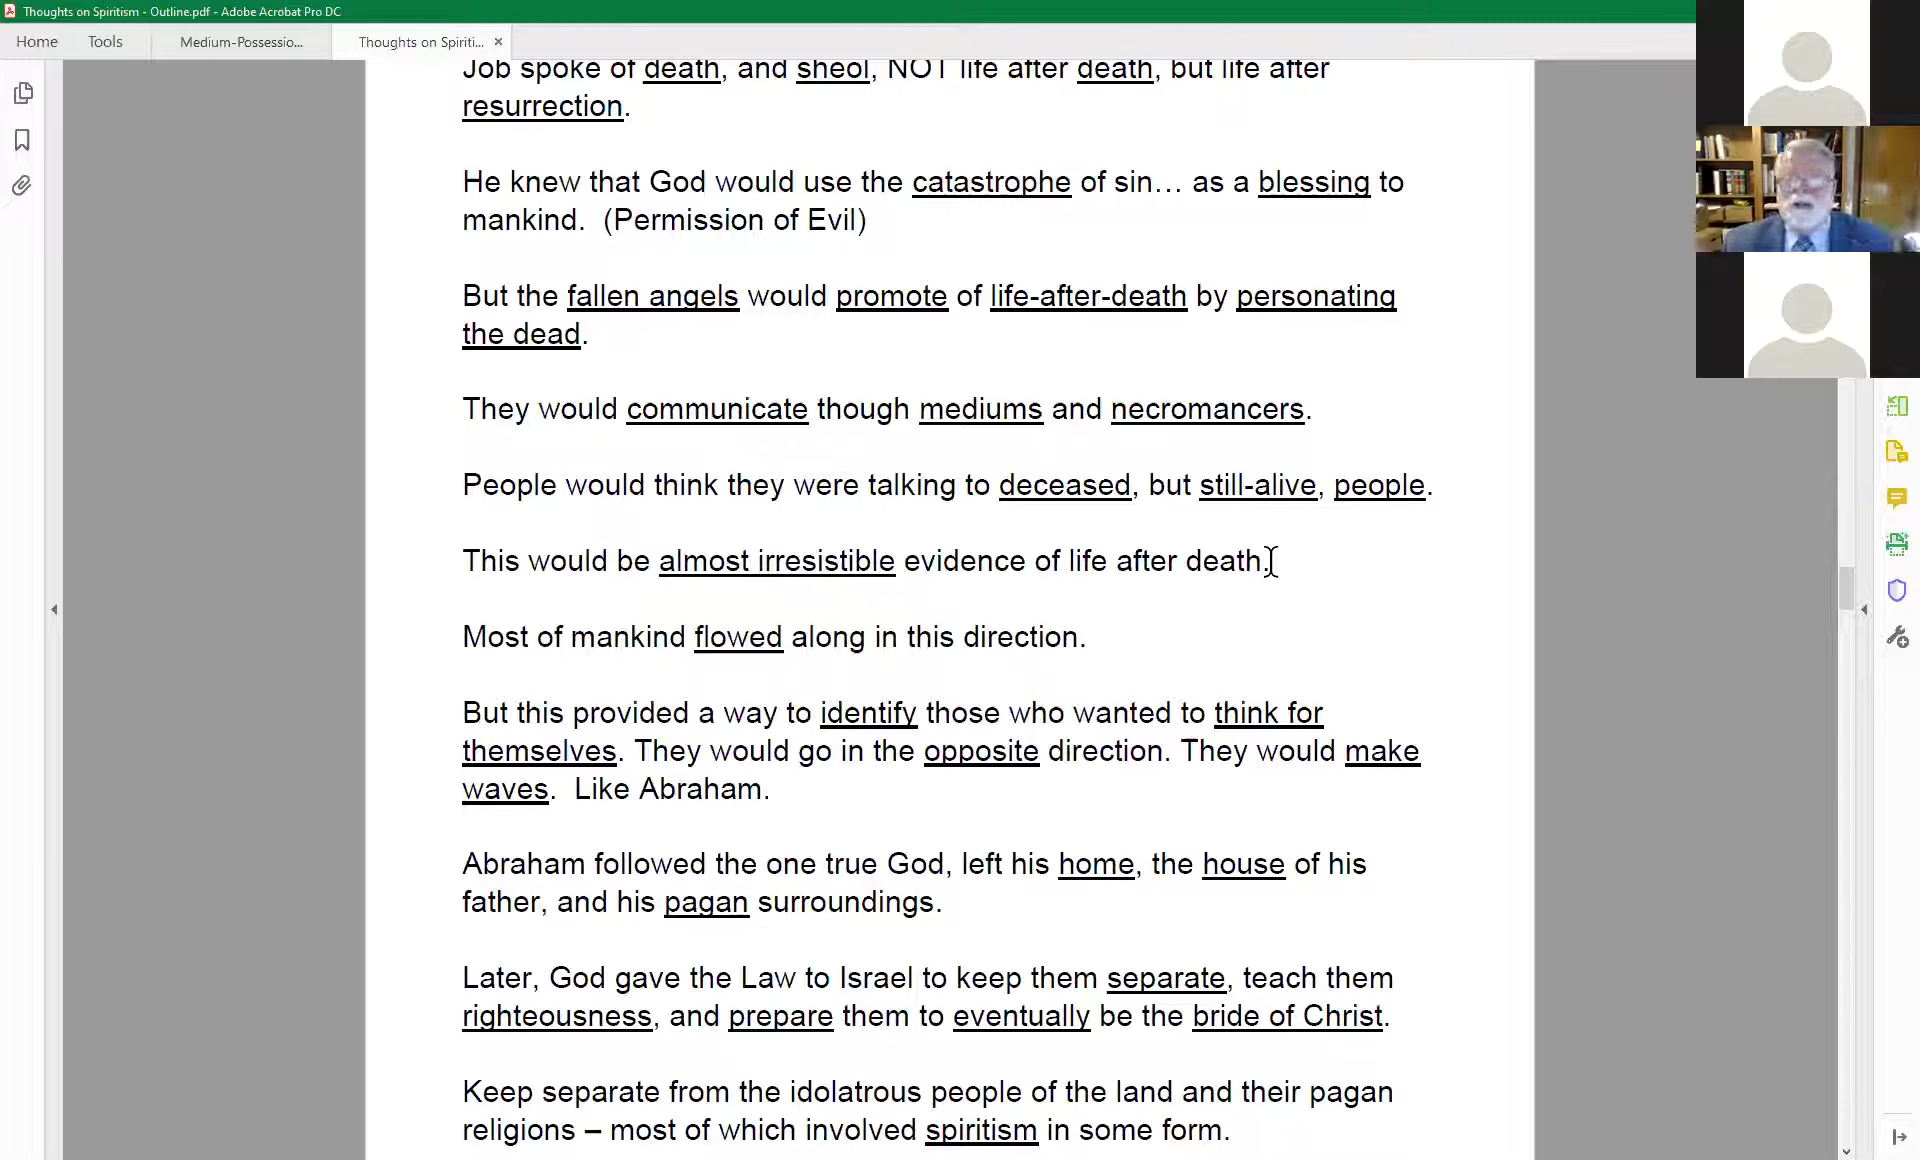 Thoughts on Spiritism - Outline.pdf - Adobe Acrobat Pro DC
Home Tools Medium-Possessio... Thoughts on Spiriti... ×
Job spoke of death, and sheol, NOT life after death, but life after
resurrection.
He knew that God would use the catastrophe of sin... as a blessing to
mankind.  (Permission of Evil)
But the fallen angels would promote of life-after-death by personating
the dead.
They would communicate though mediums and necromancers.
People would think they were talking to deceased, but still-alive, people.
This would be almost irresistible evidence of life after death.
Most of mankind flowed along in this direction.
But this provided a way to identify those who wanted to think for
themselves. They would go in the opposite direction. They would make
waves.  Like Abraham.
Abraham followed the one true God, left his home, the house of his
father, and his pagan surroundings.
Later, God gave the Law to Israel to keep them separate, teach them
righteousness, and prepare them to eventually be the bride of Christ.
Keep separate from the idolatrous people of the land and their pagan
religions – most of which involved spiritism in some form.